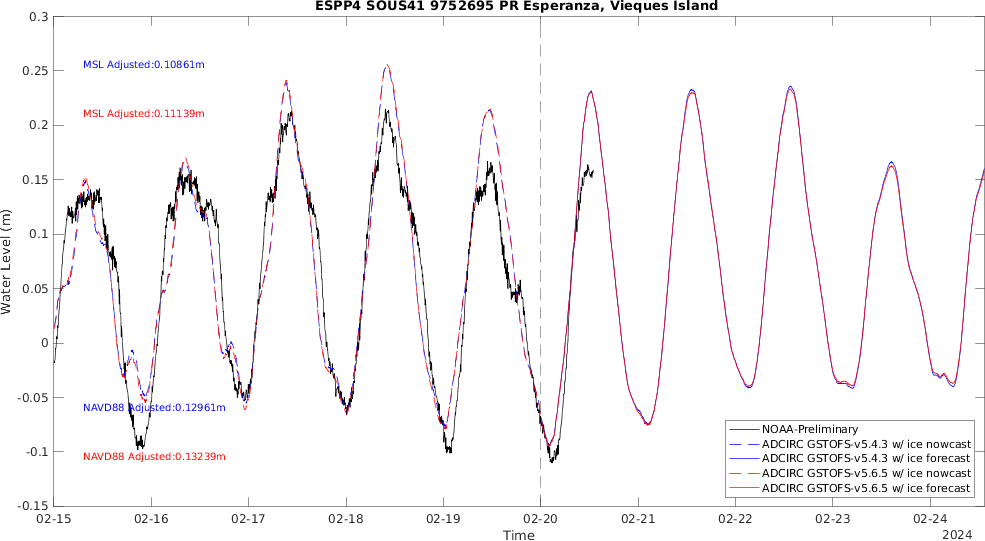 ESPP4 SOUS41 9752695 PR Esperanza, Vieques Island
0.3
0.25
0.2
0.15
0.1
0.05
0
-0.05
-0.1
-0.15
Water Level (m)
MSL Adjusted:0.10861m
MSL Adjusted:0.11139m
NAVD88 Adjusted:0.12961m
NAVD88 Adjusted:0.13239m
NOAA-Preliminary
ADCIRC GSTOFS-v5.4.3 w/ ice nowcast
ADCIRC GSTOFS-v5.4.3 w/ ice forecast
ADCIRC GSTOFS-v5.6.5 w/ ice nowcast
ADCIRC GSTOFS-v5.6.5 w/ ice forecast
02-15 02-16 02-17 02-18 02-19 02-20 02-21 02-22 02-23 02-24
Time
2024